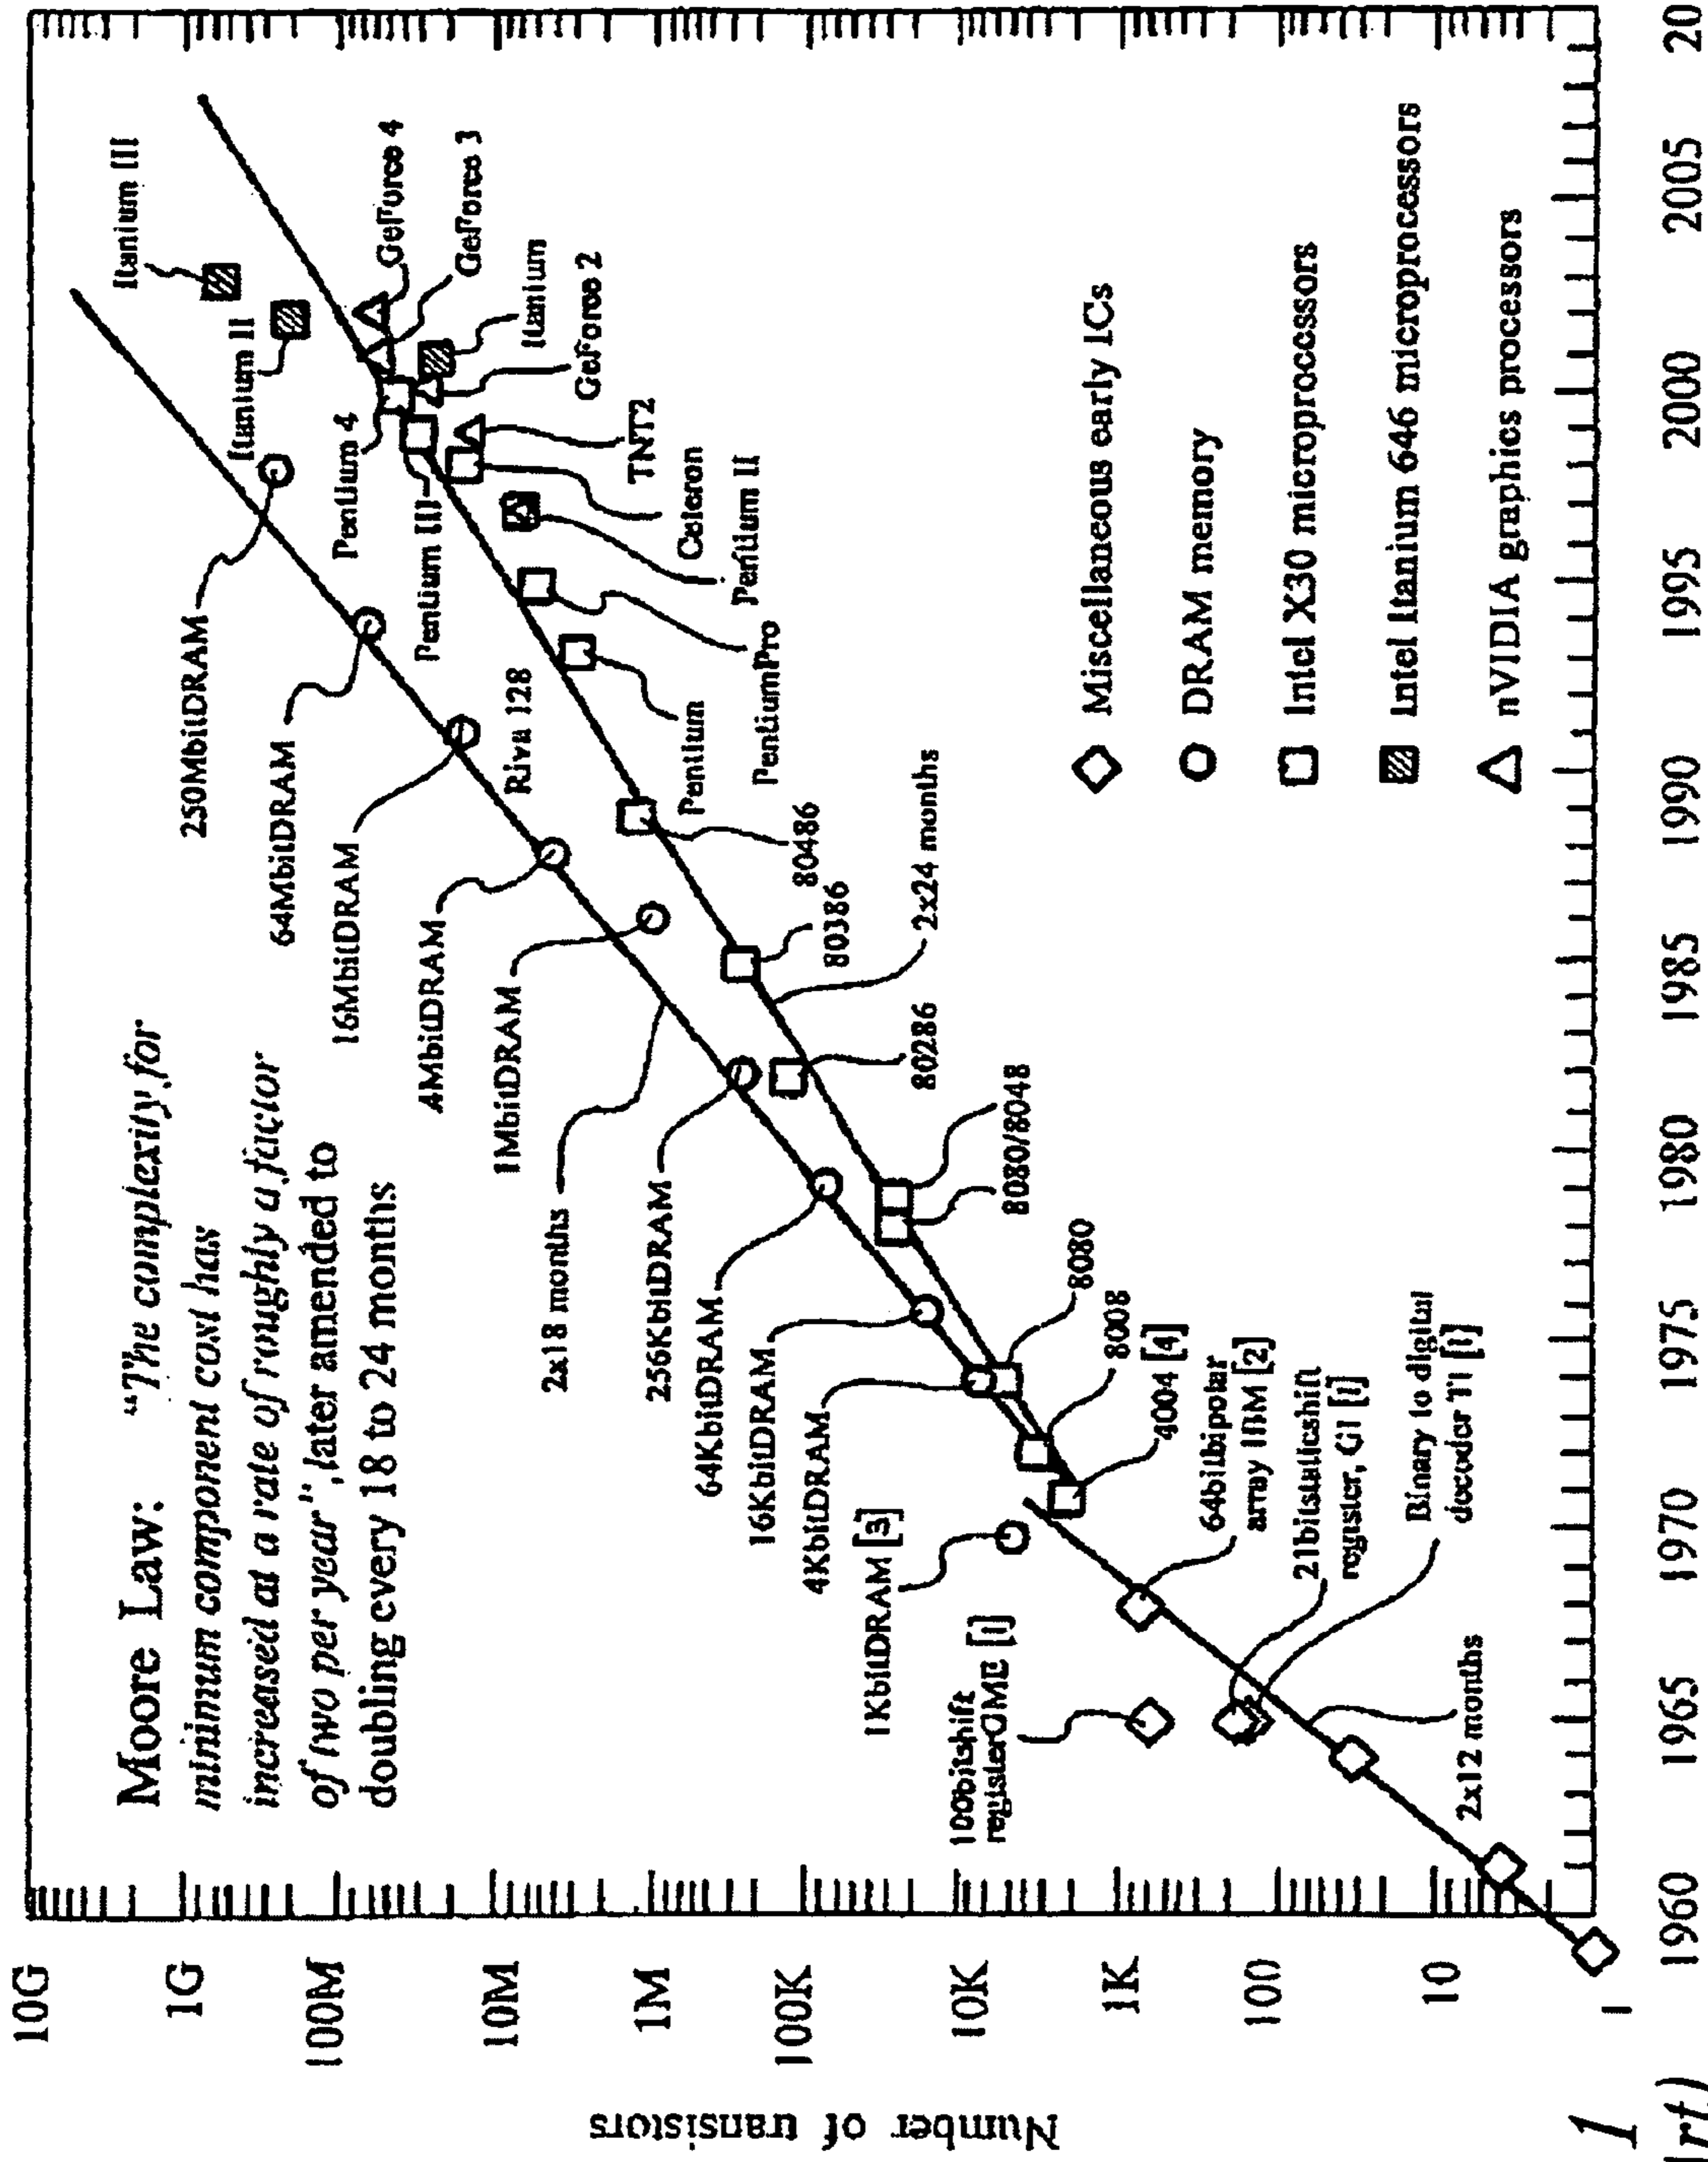 10G
1G
100M
10M
1M
100K
10K
1K
100
10
1
Number of transistors
Moore Law: "The complexity for
minimum component cost has
increased at a rate of roughly a factor
of two per year", later amended to
doubling every 18 to 24 months
250MbitDRAM
64MbitDRAM
16MbitDRAM
4MbitDRAM
1MbitDRAM
2x18 months
256KbitDRAM
64KbitDRAM
16KbitDRAM
4KbitDRAM
1KbitDRAM [3]
100bitshift
registerGME [1]
Itanium III
Itanium II
GeForce 4
GeForce 3
Itanium
GeForce 2
Pentium 4
Pentium III
TNT2
Celeron
Pentium II
Riva 128
PentiumPro
Pentium
80486
80386
2x24 months
80286
8080/8048
8080
8008
4004 [4]
64bitbipolar
array IBM [2]
21bitstaticshift
register, GI [1]
Binary to digital
decoder TI [1]
2x12 months
Miscellaneous early ICs
DRAM memory
Intel X30 microprocessors
Intel Itanium 646 microprocessors
nVIDIA graphics processors
1960 1965 1970 1975 1980 1985 1990 1995 2000 2005 20
1
rt)